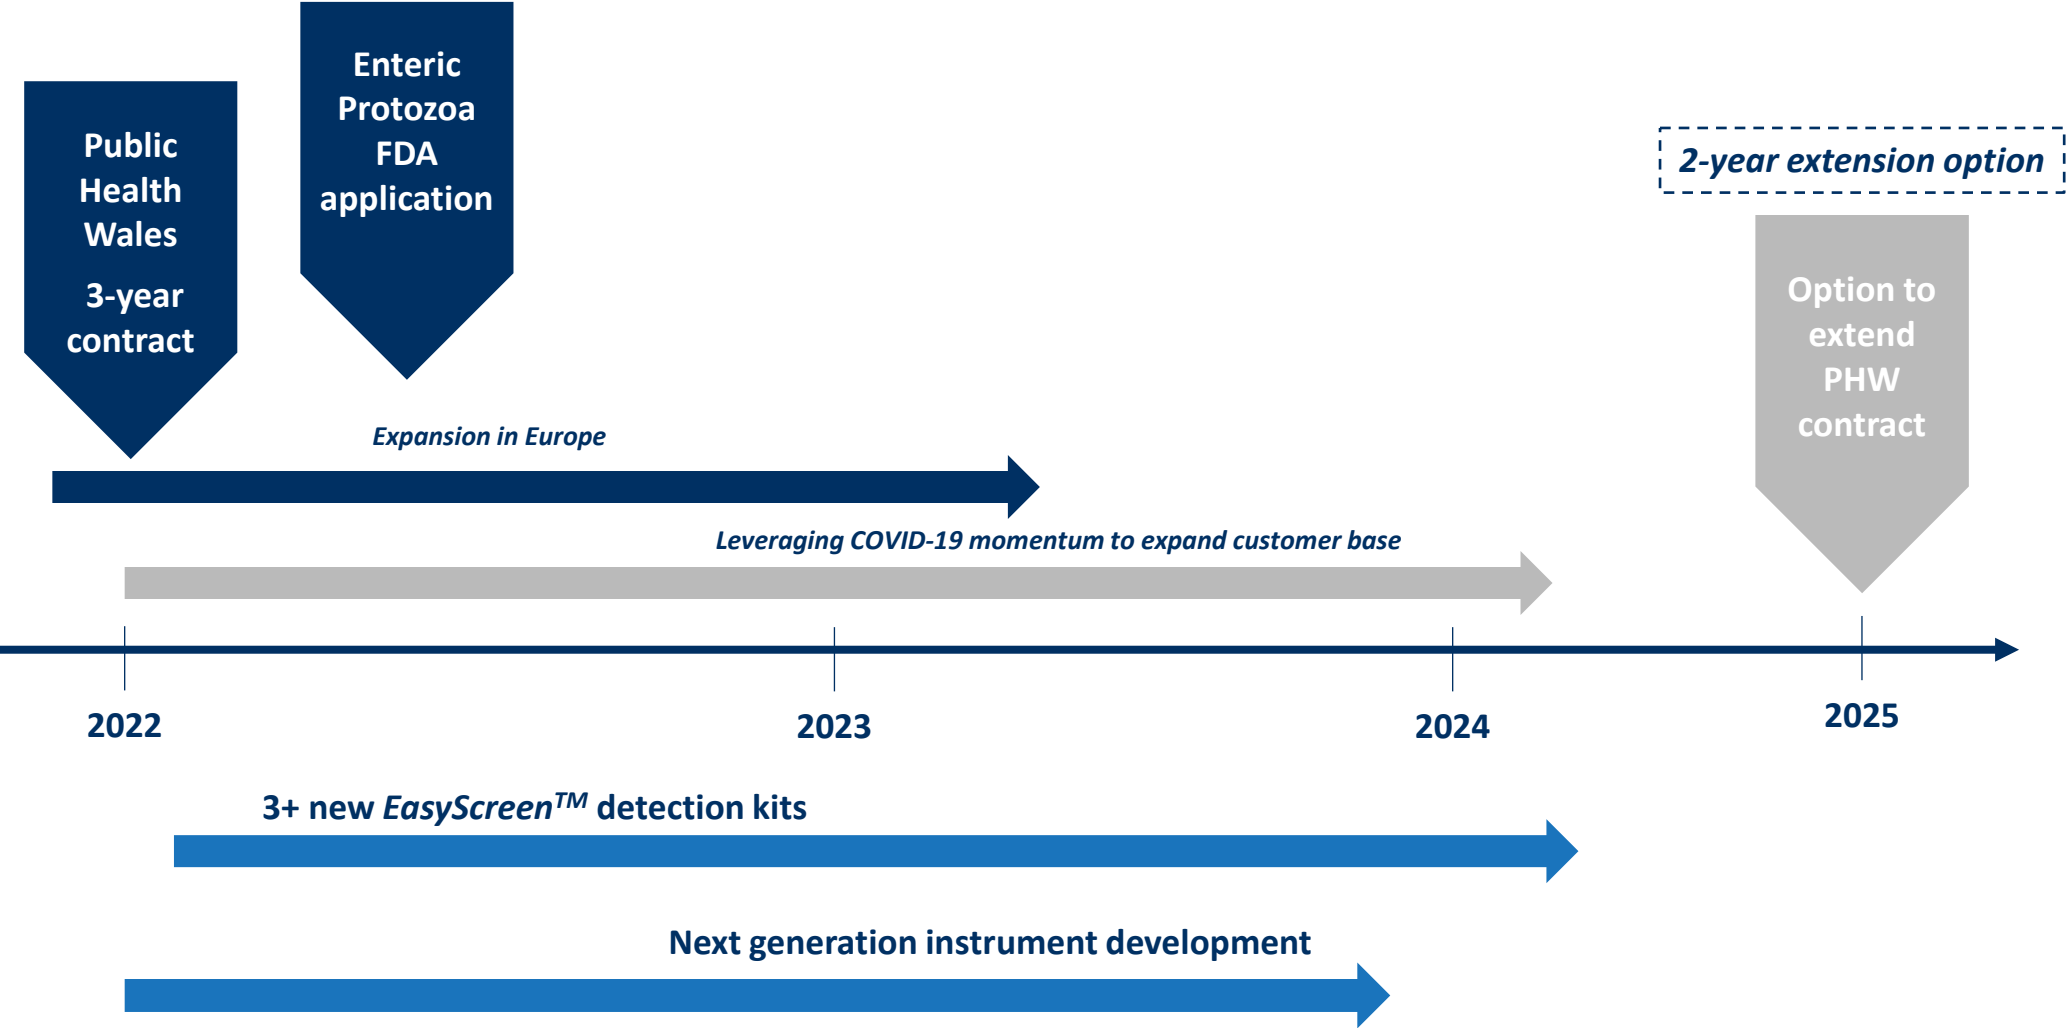 Public
Health
Wales
3-year
contract
Enteric
Protozoa
FDA
application
2-year extension option
Option to
extend
PHW
contract
Expansion in Europe
Leveraging COVID-19 momentum to expand customer base
2022
2023
2024
2025
3+ new EasyScreen™ detection kits
Next generation instrument development